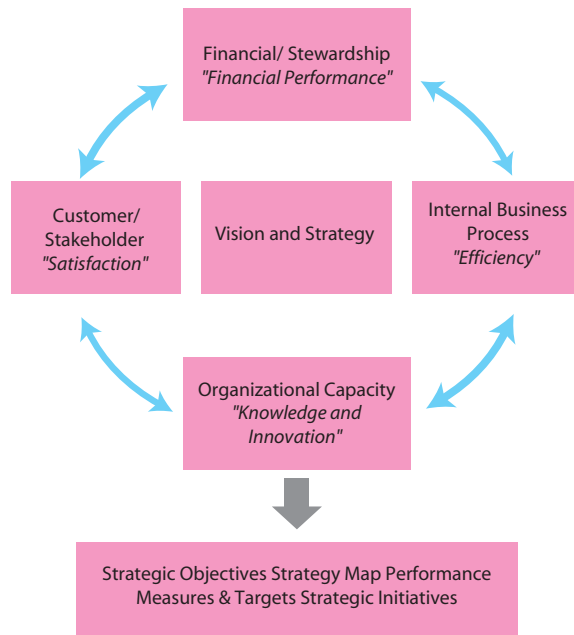 Financial/ Stewardship
"Financial Performance"
Customer/
Stakeholder
"Satisfaction"
Vision and Strategy
Internal Business
Process
"Efficiency"
Organizational Capacity
"Knowledge and
Innovation"
Strategic Objectives Strategy Map Performance
Measures & Targets Strategic Initiatives